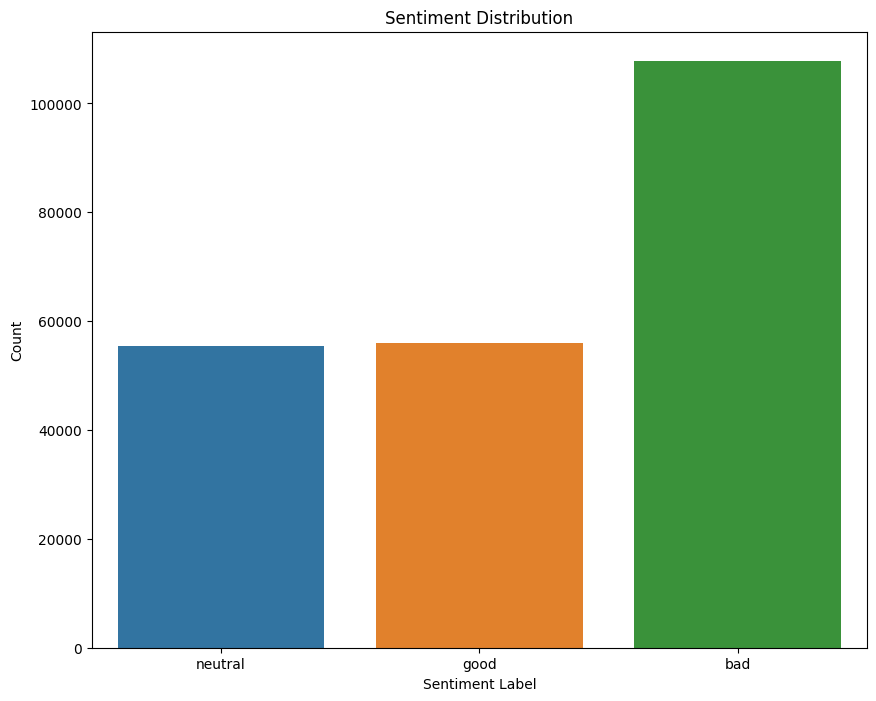 Sentiment Distribution
100000
80000
60000
40000
20000
0
Count
neutral good bad
Sentiment Label